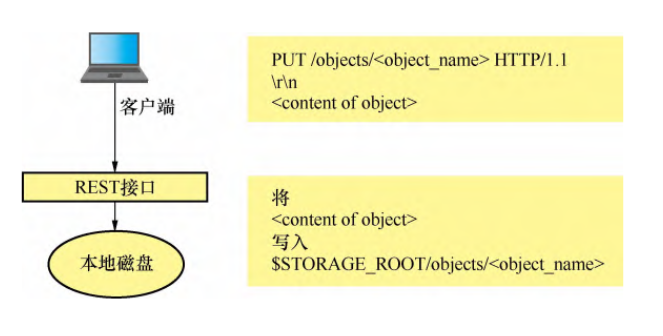 客户端
REST接口
本地磁盘
PUT /objects/<object_name> HTTP/1.1
\r\n
<content of object>
将
<content of object>
写入
$STORAGE_ROOT/objects/<object_name>